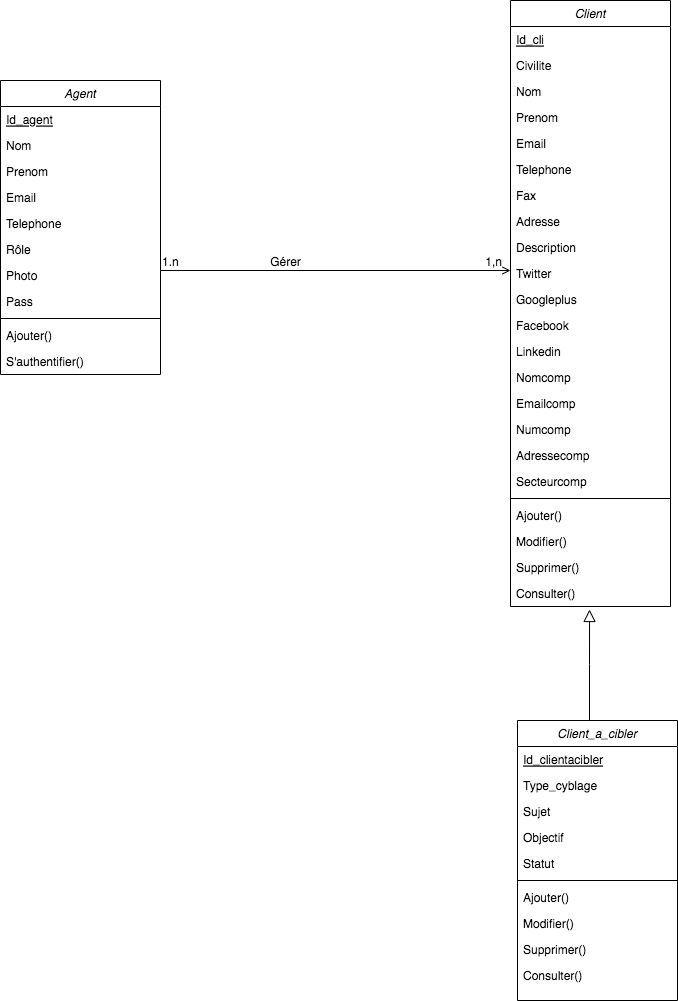 Agent
Id_agent
Nom
Prenom
Email
Telephone
Rôle
Photo
Pass
Ajouter()
S'authentifier()
1.n
Gérer
1,n
Client
Id_cli
Civilite
Nom
Prenom
Email
Telephone
Fax
Adresse
Description
Twitter
Googleplus
Facebook
Linkedin
Nomcomp
Emailcomp
Numcomp
Adressecomp
Secteurcomp
Ajouter()
Modifier()
Supprimer()
Consulter()
Client_a_cibler
Id_clientacibler
Type_cyblage
Sujet
Objectif
Statut
Ajouter()
Modifier()
Supprimer()
Consulter()